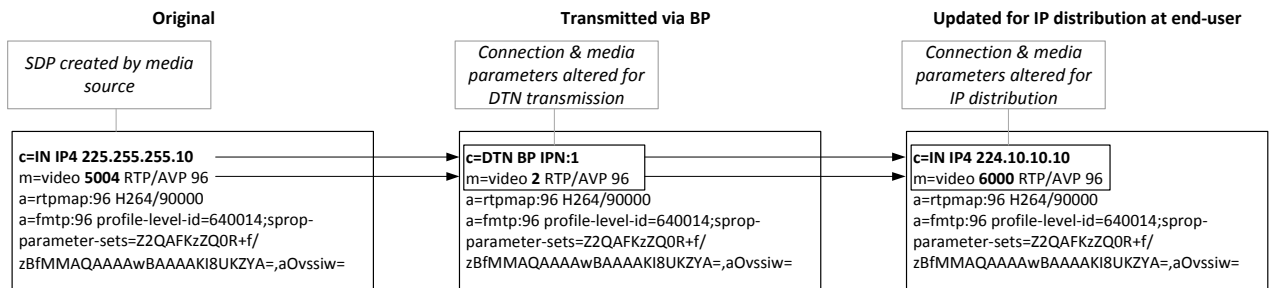 Original
SDP created by media
source
c=IN IP4 225.255.255.10
m=video 5004 RTP/AVP 96
a=rtpmap:96 H264/90000
a=fmtp:96 profile-level-id=640014;sprop-
parameter-sets=Z2QAFKzZQ0R+f/
zBfMMAQAAAAwBAAAAKI8UKZYA=,aOvssiw=
Transmitted via BP
Connection & media
parameters altered for
DTN transmission
c=DTN BP IPN:1
m=video 2 RTP/AVP 96
a=rtpmap:96 H264/90000
a=fmtp:96 profile-level-id=640014;sprop-
parameter-sets=Z2QAFKzZQ0R+f/
zBfMMAQAAAAwBAAAAKI8UKZYA=,aOvssiw=
Updated for IP distribution at end-user
Connection & media
parameters altered for
IP distribution
c=IN IP4 224.10.10.10
m=video 6000 RTP/AVP 96
a=rtpmap:96 H264/90000
a=fmtp:96 profile-level-id=640014;sprop-
parameter-sets=Z2QAFKzZQ0R+f/
zBfMMAQAAAAwBAAAAKI8UKZYA=,aOvssiw=